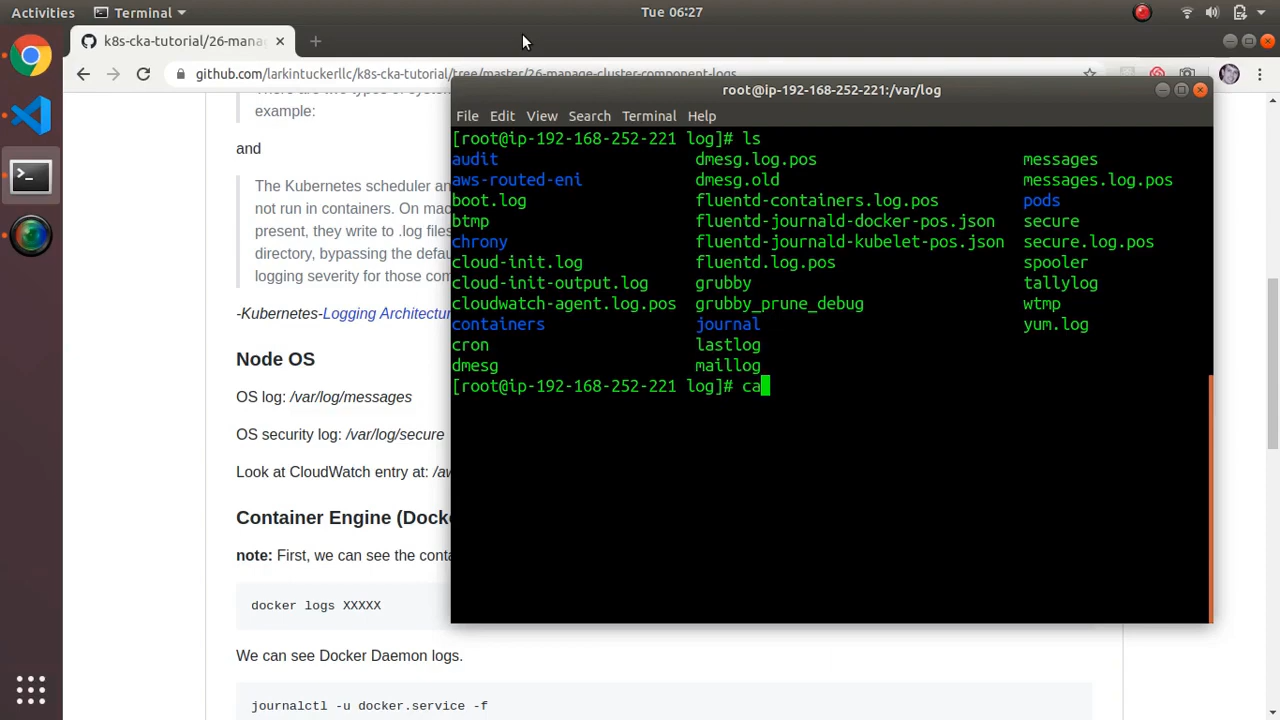 Activities
Terminal
Tue 06:27
k8s-cka-tutorial/26-mana
github.com/larkintuckerllc/k8s-cka-tutorial/tree/master/26-manage-cluster-component-logs
example:
and
The Kubernetes scheduler an
not run in containers. On mac
present, they write to .log files
directory, bypassing the defau
logging severity for those com
-Kubernetes-Logging Architectur
Node OS
OS log: /var/log/messages
OS security log: /var/log/secure
Look at CloudWatch entry at: /aw
Container Engine (Docke
note: First, we can see the conta
docker logs XXXXX
We can see Docker Daemon logs.
journalctl -u docker.service -f
root@ip-192-168-252-221:/var/log
File Edit View Search Terminal Help
[root@ip-192-168-252-221 log]# ls
audit dmesg.log.pos messages
aws-routed-eni dmesg.old messages.log.pos
boot.log fluentd-containers.log.pos pods
btmp fluentd-journald-docker-pos.json secure
chrony fluentd-journald-kubelet-pos.json secure.log.pos
cloud-init.log fluentd.log.pos spooler
cloud-init-output.log grubby tallylog
cloudwatch-agent.log.pos grubby_prune_debug wtmp
containers journal yum.log
cron lastlog
dmesg maillog
[root@ip-192-168-252-221 log]# ca